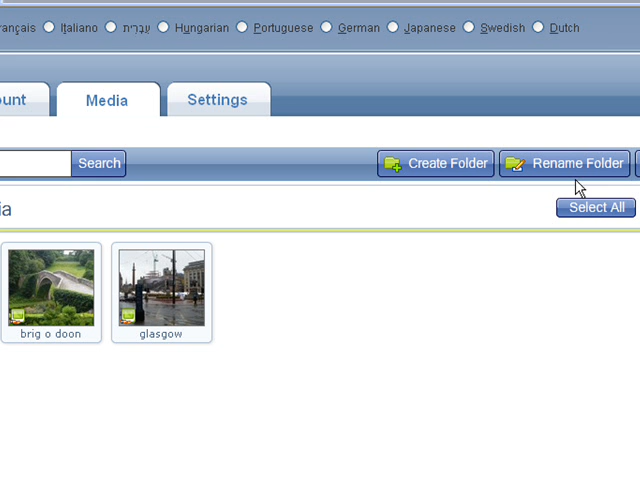 rançais Italiano עִבְרִית Hungarian Portuguese German Japanese Swedish Dutch
ount Media Settings
Search Create Folder Rename Folder
ia Select All
brig o doon glasgow